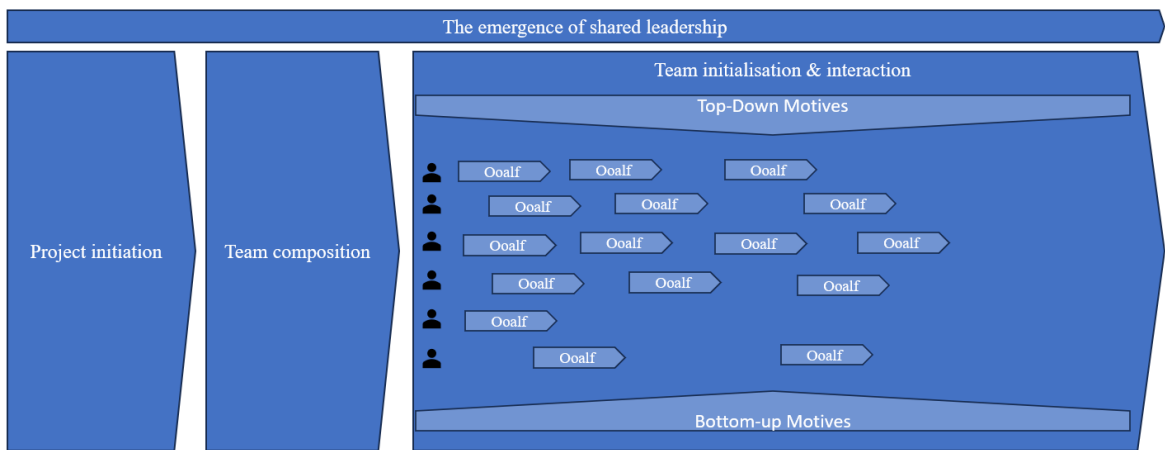 The emergence of shared leadership
Project initiation
Team composition
Team initialisation & interaction
Top-Down Motives
Ooalf Ooalf Ooalf
Ooalf Ooalf Ooalf
Ooalf Ooalf Ooalf Ooalf
Ooalf Ooalf Ooalf
Ooalf
Ooalf Ooalf
Bottom-up Motives